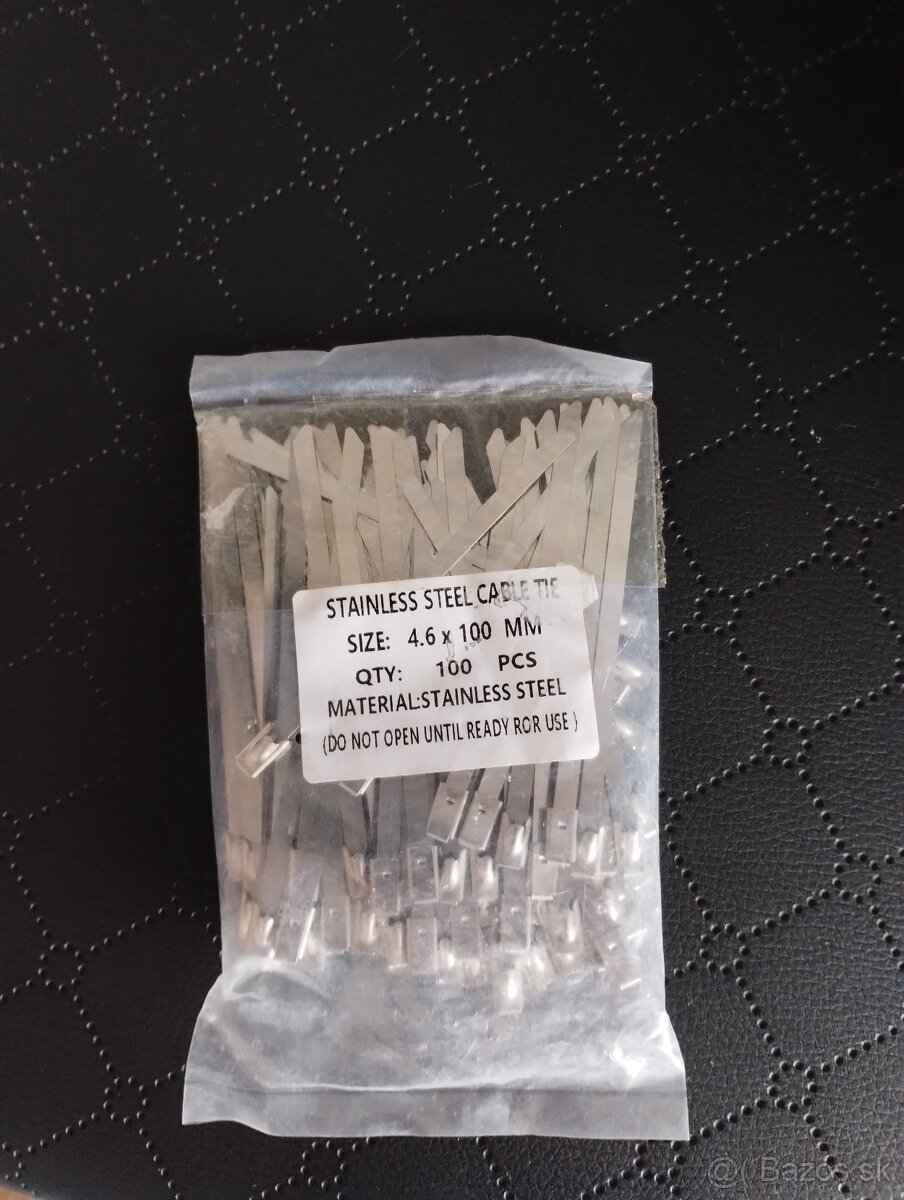 STAINLESS STEEL CABLE TIE
SIZE: 4.6 x 100 MM
QTY: 100 PCS
MATERIAL:STAINLESS STEEL
(DO NOT OPEN UNTIL READY ROR USE)
@( Bazos.sk